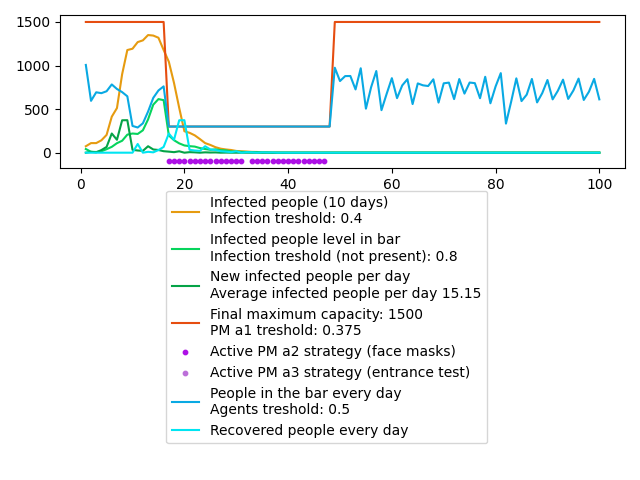 1500
1000
500
0
0 20 40 60 80 100
Infected people (10 days)
Infection treshold: 0.4
Infected people level in bar
Infection treshold (not present): 0.8
New infected people per day
Average infected people per day 15.15
Final maximum capacity: 1500
PM a1 treshold: 0.375
Active PM a2 strategy (face masks)
Active PM a3 strategy (entrance test)
People in the bar every day
Agents treshold: 0.5
Recovered people every day